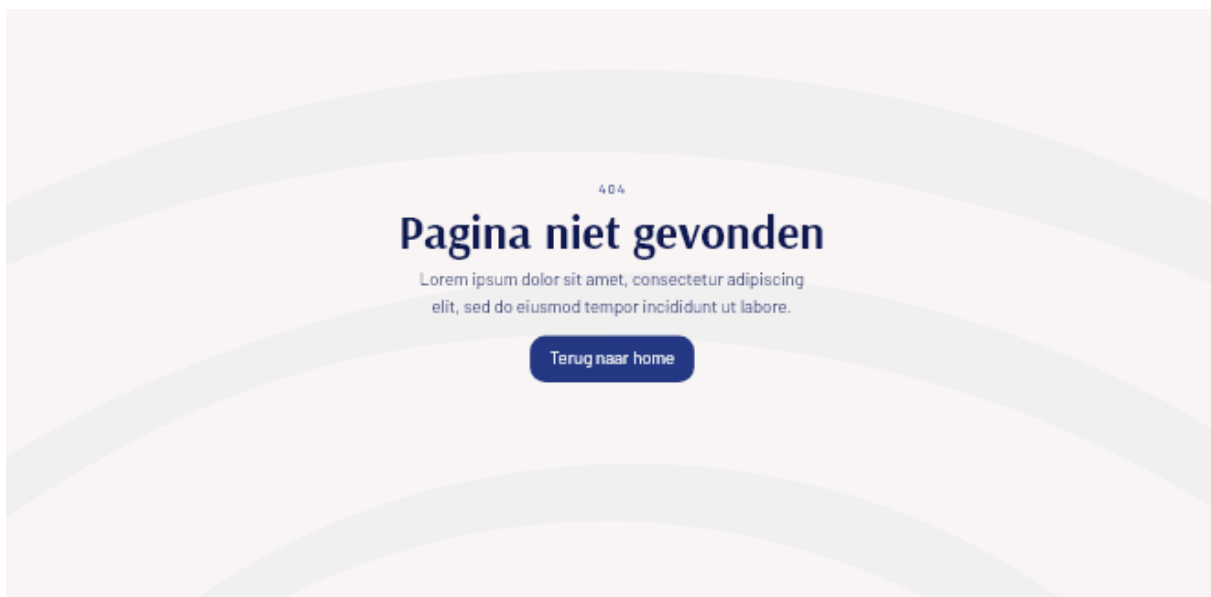 404
Pagina niet gevonden
Lorem ipsum dolor sit amet, consectetur adipiscing
elit, sed do eiusmod tempor incididunt ut labore.
Terug naar home